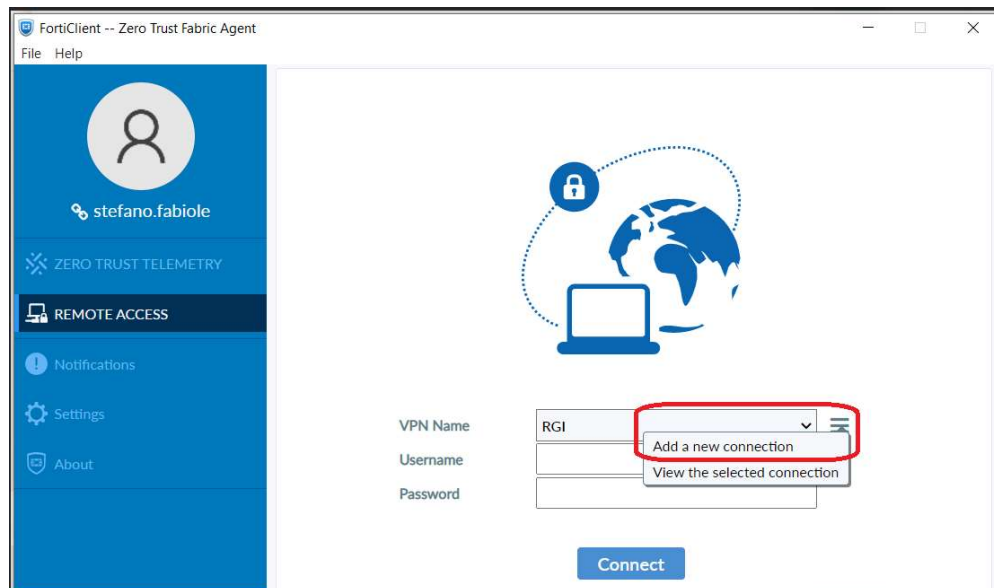 FortiClient -- Zero Trust Fabric Agent
File Help
stefano.fabiole
ZERO TRUST TELEMETRY
REMOTE ACCESS
Notifications
Settings
About
VPN Name
RGI
Add a new connection
Username
View the selected connection
Password
Connect